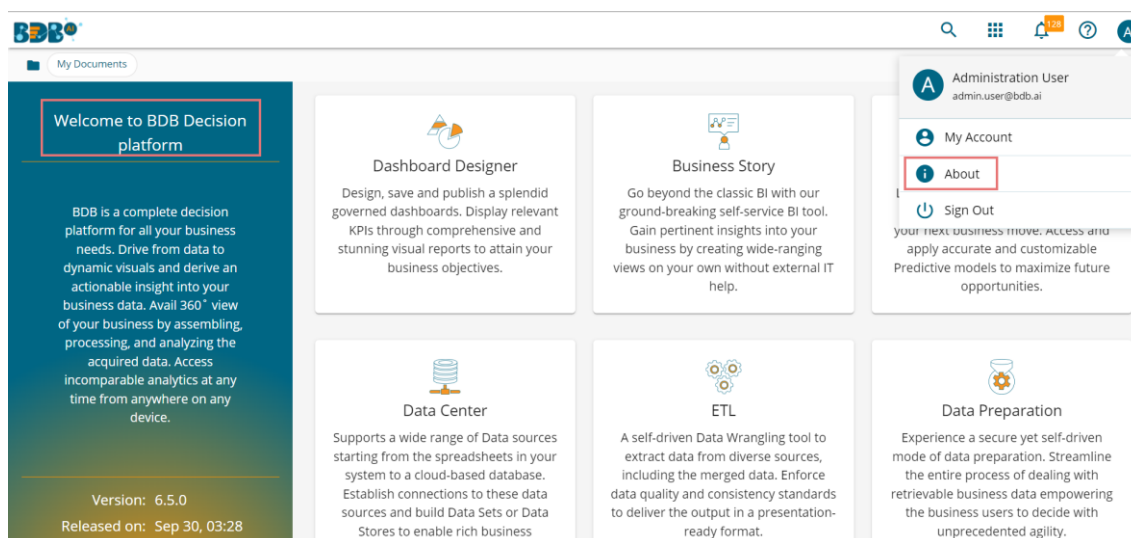 BDB
128
A
My Documents
Welcome to BDB Decision
platform
BDB is a complete decision
platform for all your business
needs. Drive from data to
dynamic visuals and derive an
actionable insight into your
business data. Avail 360˚ view
of your business by assembling,
processing, and analyzing the
acquired data. Access
incomparable analytics at any
time from anywhere on any
device.
Version: 6.5.0
Released on: Sep 30, 03:28
Dashboard Designer
Design, save and publish a splendid
governed dashboards. Display relevant
KPIs through comprehensive and
stunning visual reports to attain your
business objectives.
Business Story
Go beyond the classic BI with our
ground-breaking self-service BI tool.
Gain pertinent insights into your
business by creating wide-ranging
views on your own without external IT
help.
A
Administration User
admin.user@bdb.ai
My Account
About
Sign Out
your next business move. Access and
apply accurate and customizable
Predictive models to maximize future
opportunities.
Data Center
Supports a wide range of Data sources
starting from the spreadsheets in your
system to a cloud-based database.
Establish connections to these data
sources and build Data Sets or Data
Stores to enable rich business
ETL
A self-driven Data Wrangling tool to
extract data from diverse sources,
including the merged data. Enforce
data quality and consistency standards
to deliver the output in a presentation-
ready format.
Data Preparation
Experience a secure yet self-driven
mode of data preparation. Streamline
the entire process of dealing with
retrievable business data empowering
the business users to decide with
unprecedented agility.